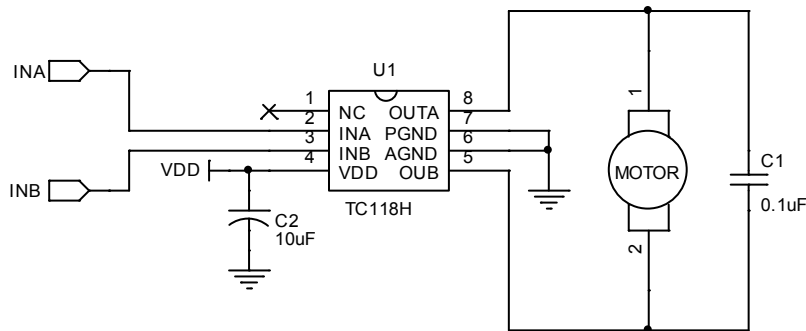 U1
INA
1 NC OUTA 8
2 INA PGND 7
3 INB AGND 6
4 VDD OUB 5
VDD
INB
TC118H
C2
10uF
1
MOTOR
2
C1
0.1uF